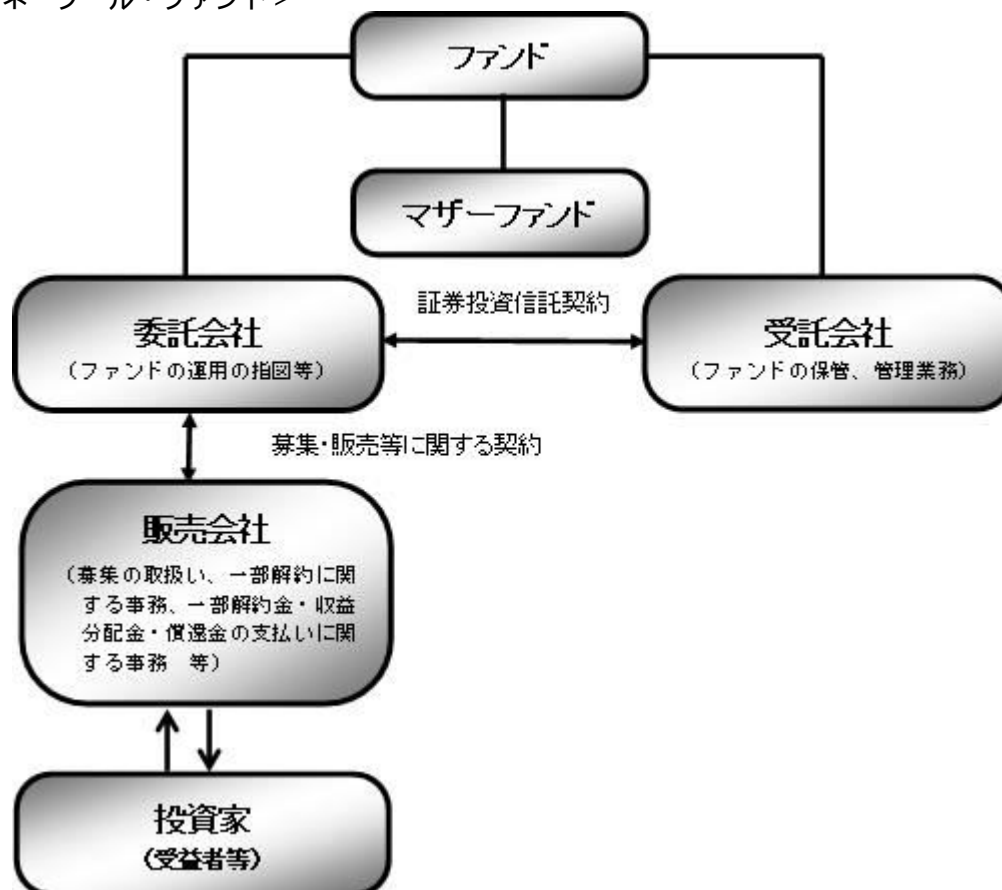 ファンド
マザーファンド
証券投資信託契約
委託会社
(ファンドの運用の指図等)
受託会社
(ファンドの保管、管理業務)
募集・販売等に関する契約
販売会社
(募集の取扱い、一部解約に関
する事務、一部解約金・収益
分配金・償還金の支払いに関
する事務 等)
投資家
(受益者等)